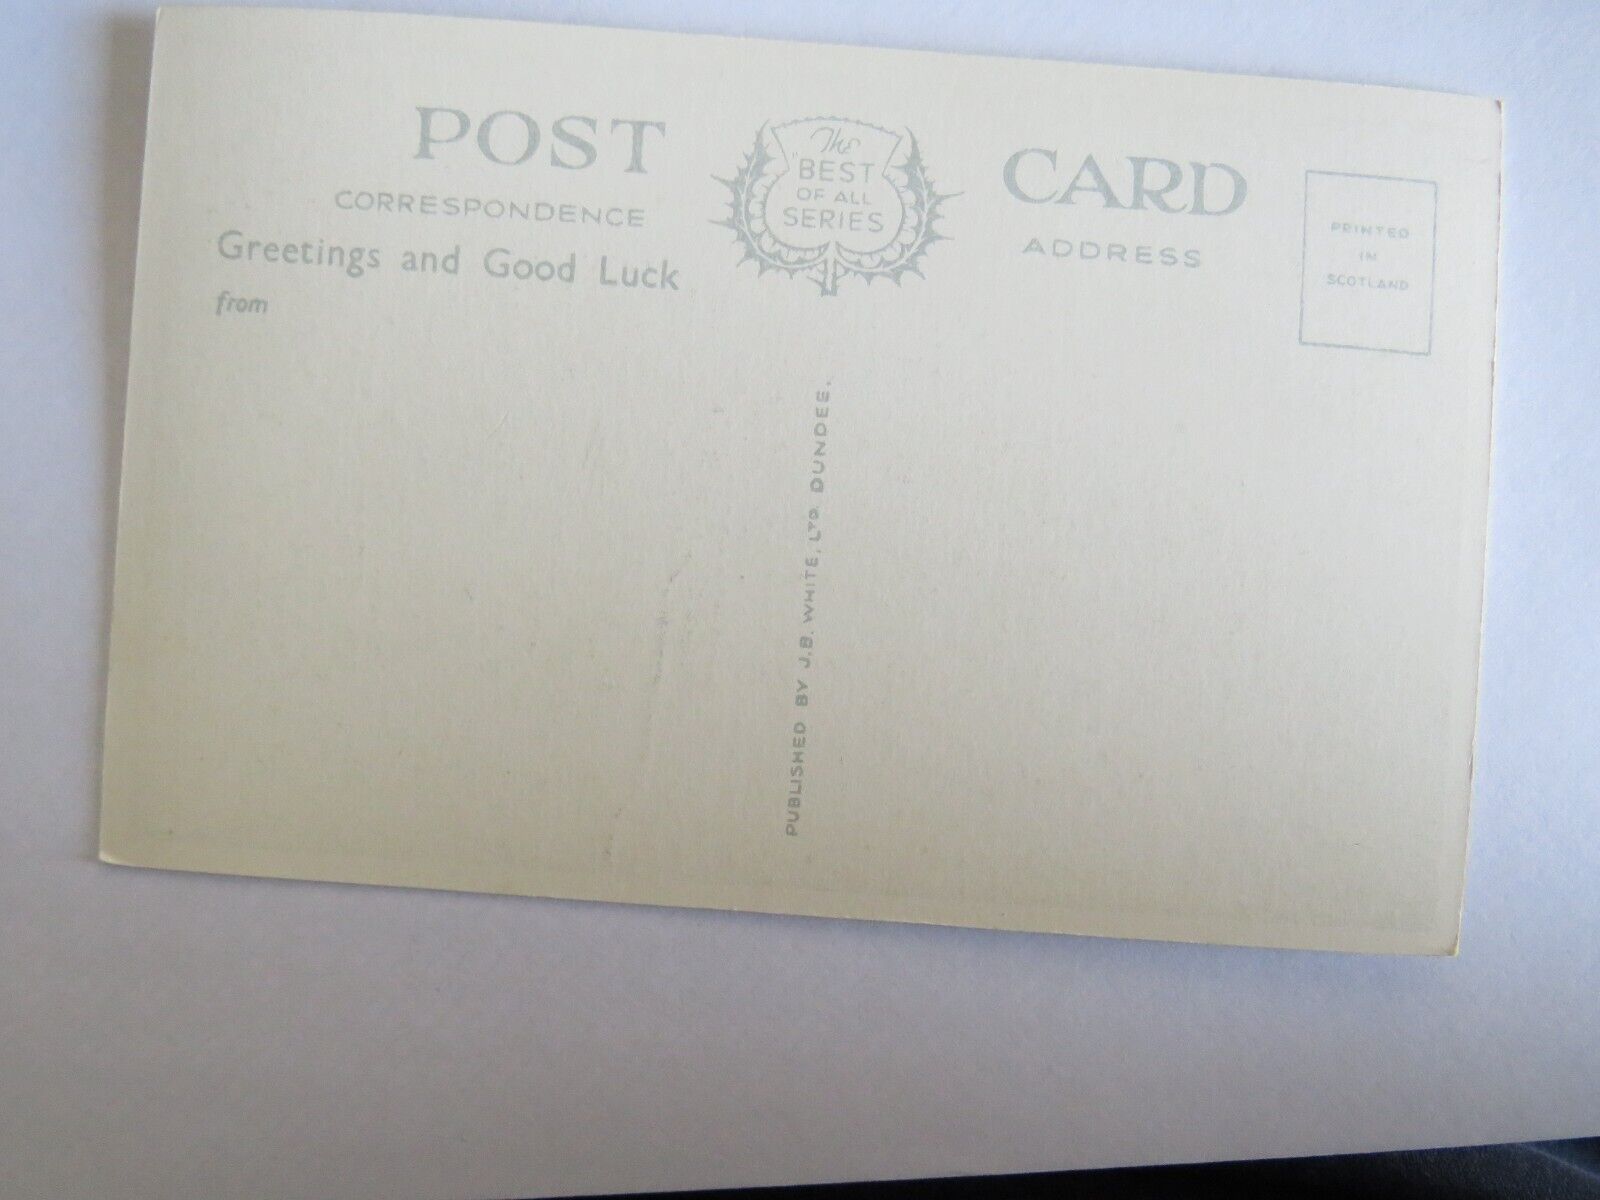 POST CARD
The
"BEST
OF ALL
SERIES
CORRESPONDENCE
Greetings and Good Luck
from
ADDRESS
PRINTED
IN
SCOTLAND
PUBLISHED BY J.B. WHITE, LTD. DUNDEE.